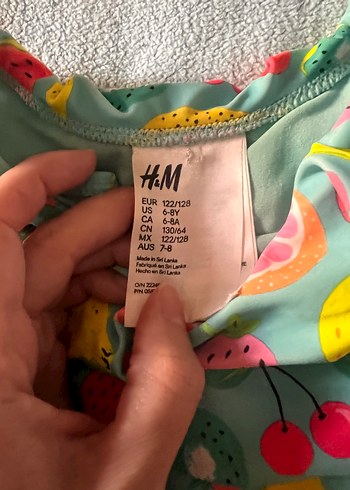 H&M
EUR 122/128
US 6-8Y
CA 6-8A
CN 130/64
MX 122/128
AUS 7-8
Made in Sri Lanka
Fabriqué en Sri Lanka
Hecho en Sri Lanka
O/N
P/N